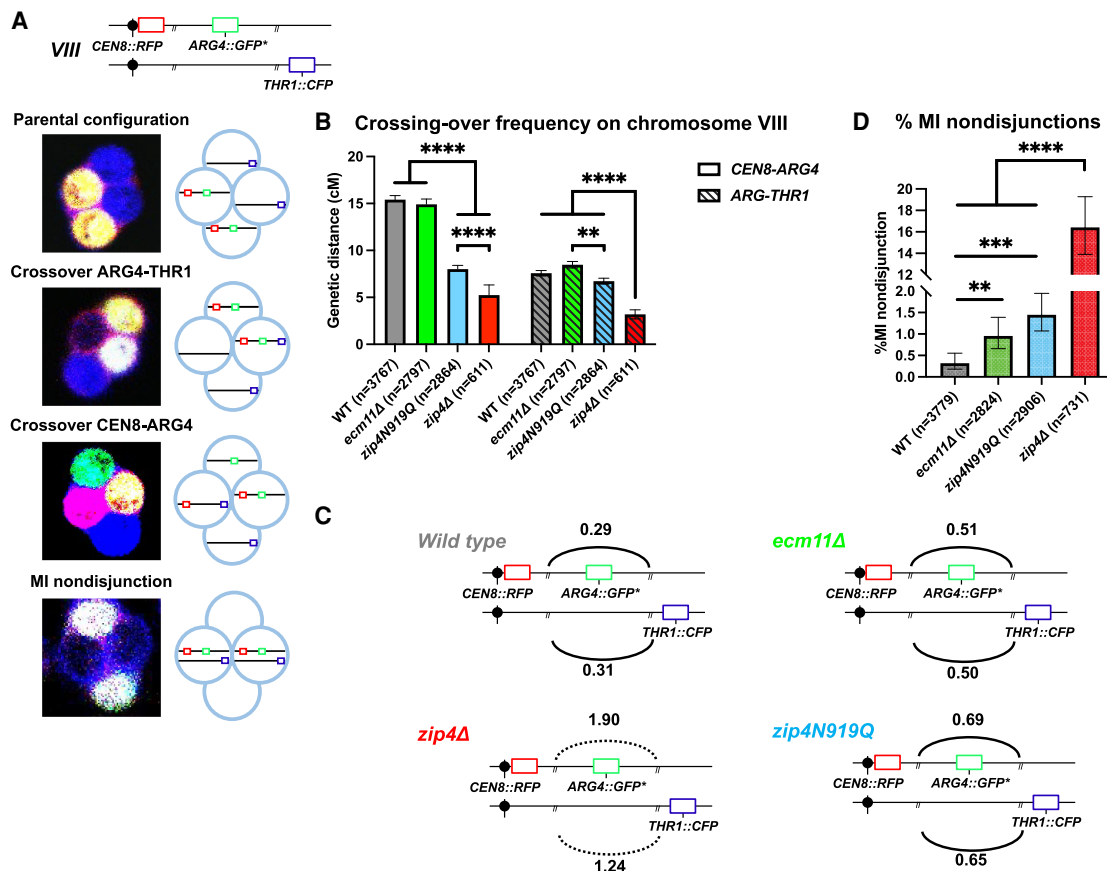 A
VIII
CEN8::RFP
ARG4::GFP*
THR1::CFP
Parental configuration
Crossover ARG4-THR1
Crossover CEN8-ARG4
MI nondisjunction
B
Crossing-over frequency on chromosome VIII
Genetic distance (cM)
20
15
10
5
0
****
****
****
**
CEN8-ARG4
ARG-THR1
WT (n=3767)
ecm11Δ (n=2797)
zip4N919Q (n=2864)
zip4Δ (n=611)
WT (n=3767)
ecm11Δ (n=2797)
zip4N919Q (n=2864)
zip4Δ (n=611)
D
% MI nondisjunctions
%MI nondisjunction
20
18
16
14
12
2.0
1.5
1.0
0.5
0.0
****
***
**
WT (n=3779)
ecm11Δ (n=2824)
zip4N919Q (n=2906)
zip4Δ (n=731)
C
Wild type
0.29
CEN8::RFP
ARG4::GFP*
THR1::CFP
0.31
ecm11Δ
0.51
CEN8::RFP
ARG4::GFP*
THR1::CFP
0.50
zip4Δ
1.90
CEN8::RFP
ARG4::GFP*
THR1::CFP
1.24
zip4N919Q
0.69
CEN8::RFP
ARG4::GFP*
THR1::CFP
0.65